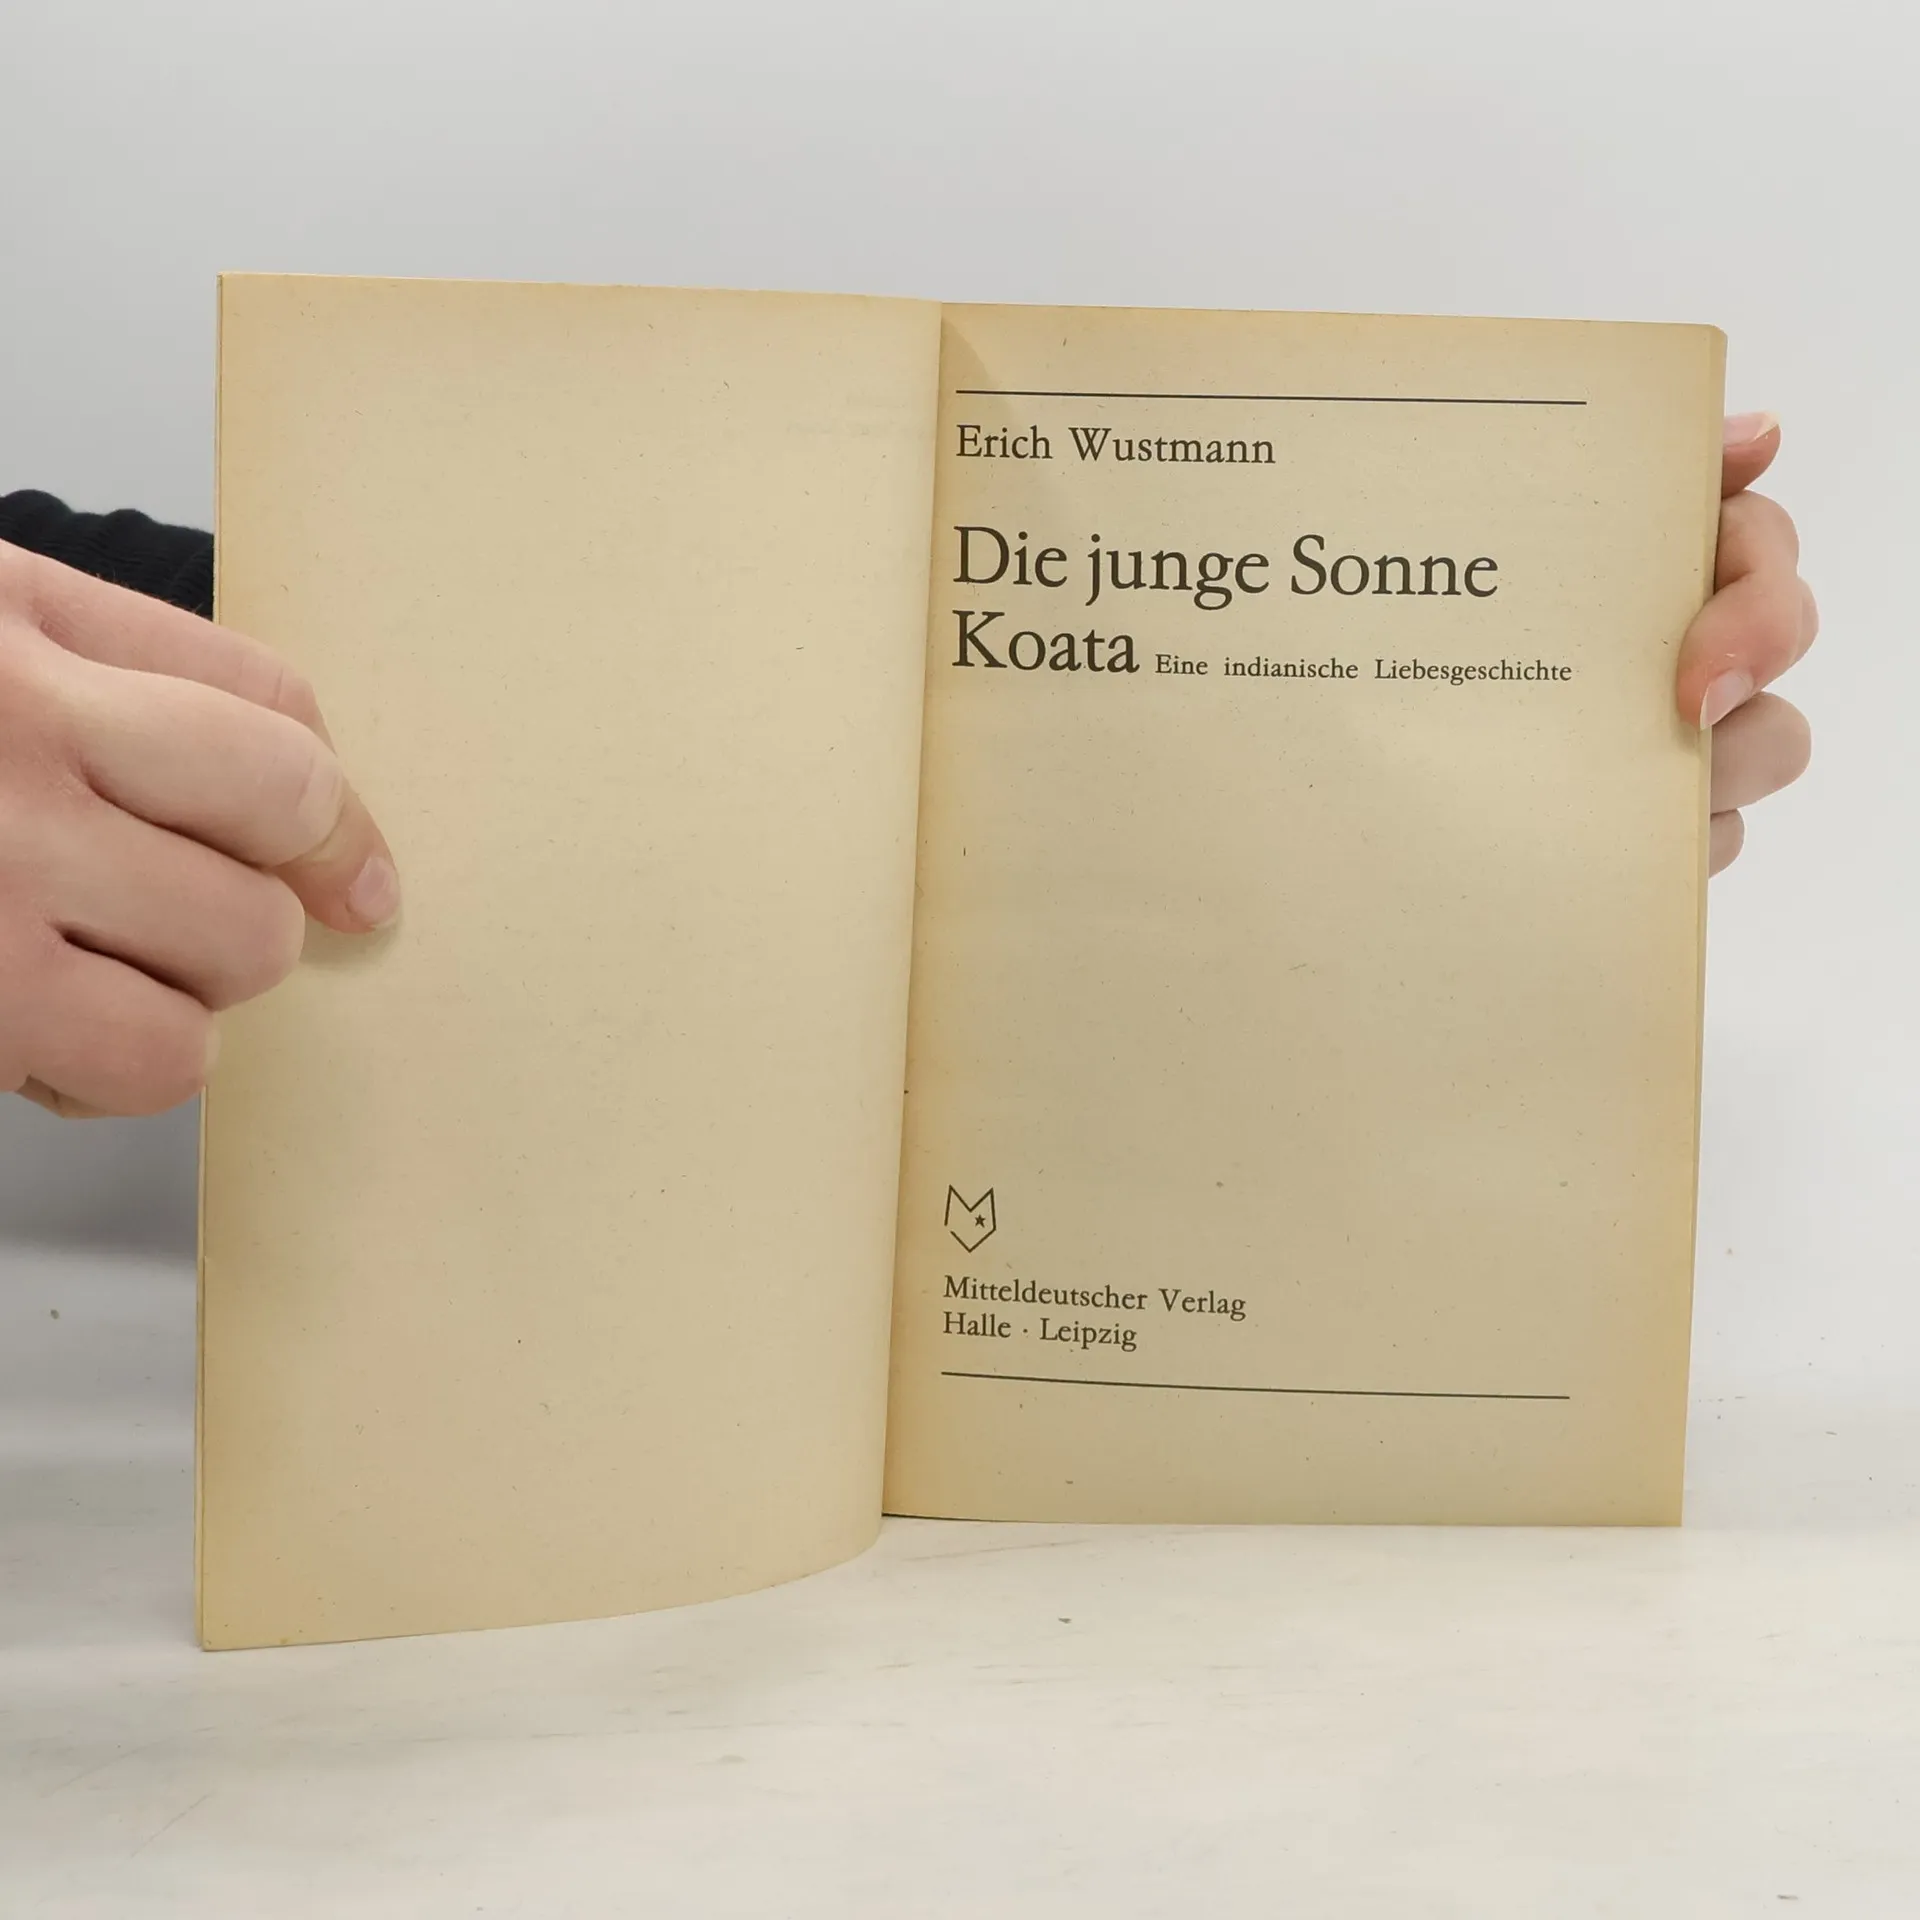 Erich Wustmann
Die junge Sonne
Koata Eine indianische Liebesgeschichte
Mitteldeutscher Verlag
Halle · Leipzig